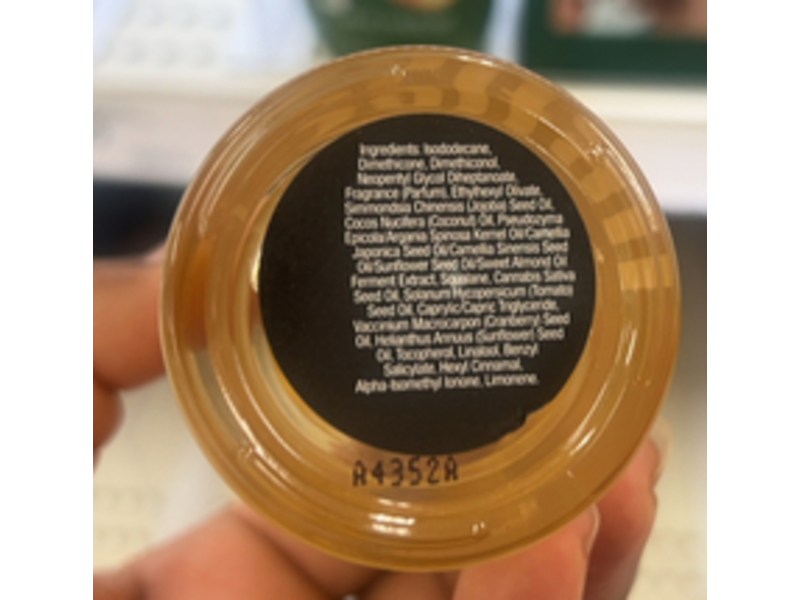 Ingredients: Isododecane,
Dimethicone, Dimethiconol,
Neopentyl Glycol Diheptanoate,
Fragrance (Parfum), Ethylhexyl Olivate,
Simmondsia Chinensis (Jojoba) Seed Oil,
Cocos Nucifera (Coconut) Oil, Pseudozyma
Epicola/Argania Spinosa Kernel Oil/Camellia
Japonica Seed Oil/Camellia Sinensis Seed
Oil/Sunflower Seed Oil/Sweet Almond Oil
Ferment Extract, Squalane, Cannabis Sativa
Seed Oil, Solanum Lycopersicum (Tomato)
Seed Oil, Caprylic/Capric Triglyceride,
Vaccinium Macrocarpon (Cranberry) Seed
Oil, Helianthus Annuus (Sunflower) Seed
Oil, Tocopherol, Linalool, Benzyl
Salicylate, Hexyl Cinnamal,
Alpha-Isomethyl Ionone, Limonene.
A4352A